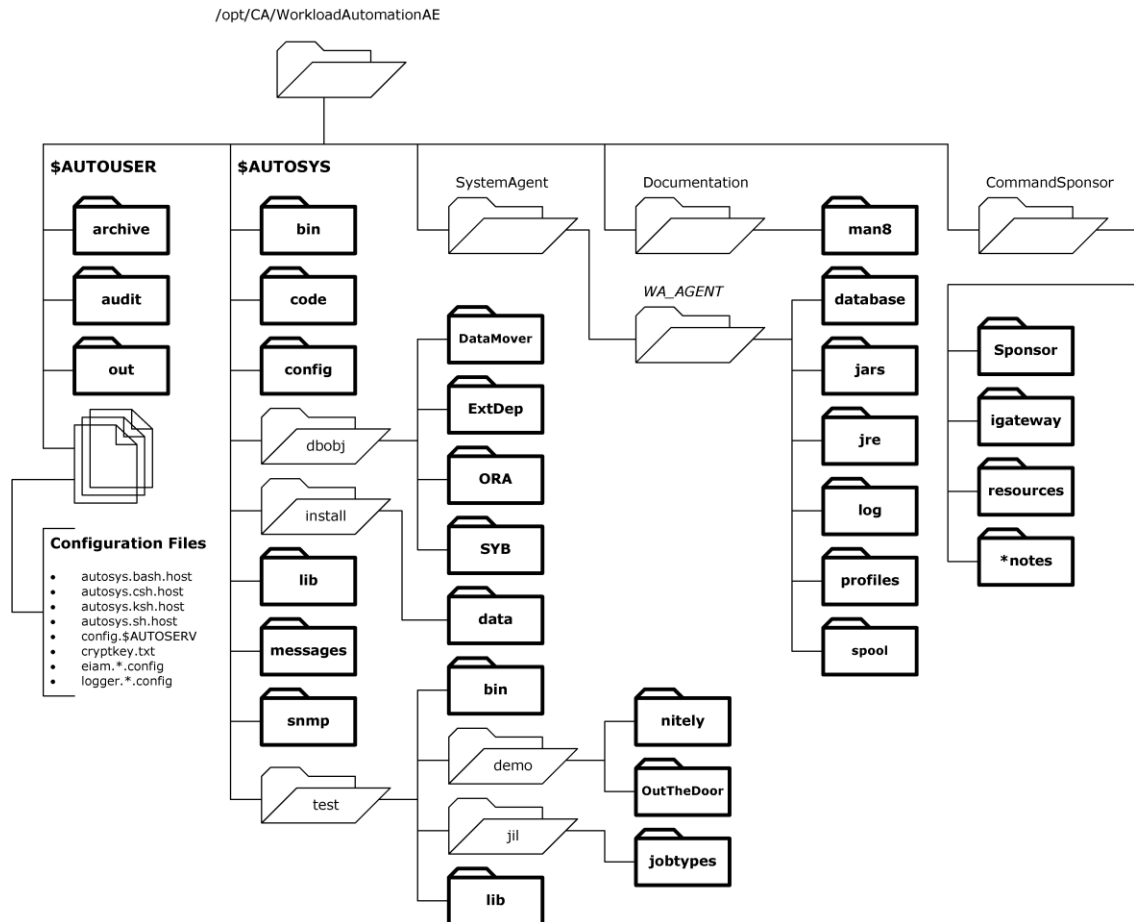 /opt/CA/WorkloadAutomationAE
$AUTOUSER
archive
audit
out
Configuration Files
• autosys.bash.host
• autosys.csh.host
• autosys.ksh.host
• autosys.sh.host
• config.$AUTOSERV
• cryptkey.txt
• eiam.*.config
• logger.*.config
$AUTOSYS
bin
code
config
dbobj
install
lib
messages
snmp
test
SystemAgent
DataMover
ExtDep
ORA
SYB
data
bin
demo
jil
lib
Documentation
WA_AGENT
nitely
OutTheDoor
jobtypes
man8
database
jars
jre
log
profiles
spool
CommandSponsor
Sponsor
igateway
resources
*notes